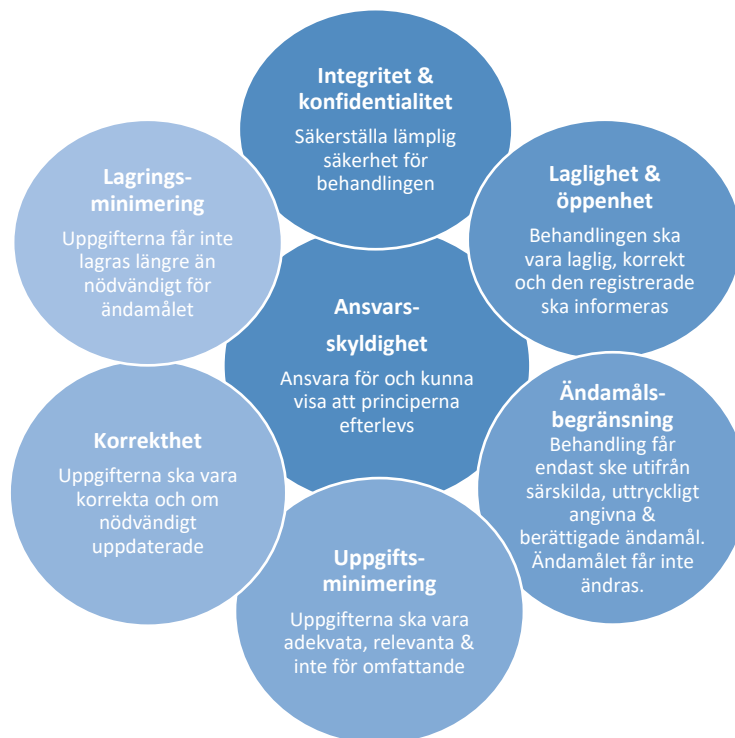 Integritet &
konfidentialitet
Säkerställa lämplig
säkerhet för
behandlingen
Laglighet &
öppenhet
Behandlingen ska
vara laglig, korrekt
och den registrerade
ska informeras
Ändamåls-
begränsning
Behandling får
endast ske utifrån
särskilda, uttryckligt
angivna &
berättigade ändamål.
Ändamålet får inte
ändras.
Uppgifts-
minimering
Uppgifterna ska vara
adekvata, relevanta &
inte för omfattande
Korrekthet
Uppgifterna ska vara
korrekta och om
nödvändigt
uppdaterade
Lagrings-
minimering
Uppgifterna får inte
lagras längre än
nödvändigt för
ändamålet
Ansvars-
skyldighet
Ansvara för och kunna
visa att principerna
efterlevs